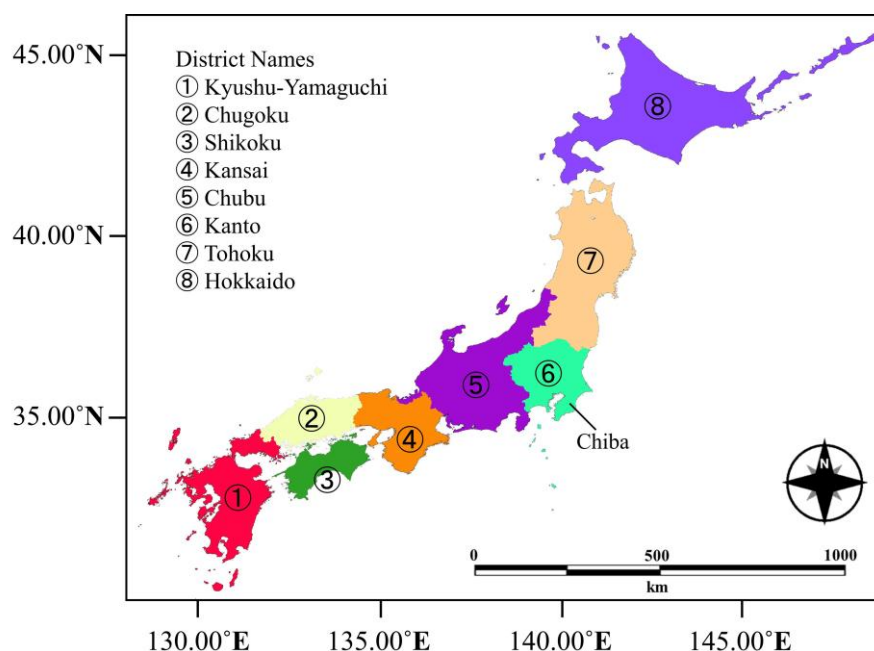 45.00°N
40.00°N
35.00°N
District Names
① Kyushu-Yamaguchi
② Chugoku
③ Shikoku
④ Kansai
⑤ Chubu
⑥ Kanto
⑦ Tohoku
⑧ Hokkaido
⑧
⑦
⑥
⑤
②
④
③
①
Chiba
N
0 500 1000
km
130.00°E 135.00°E 140.00°E 145.00°E